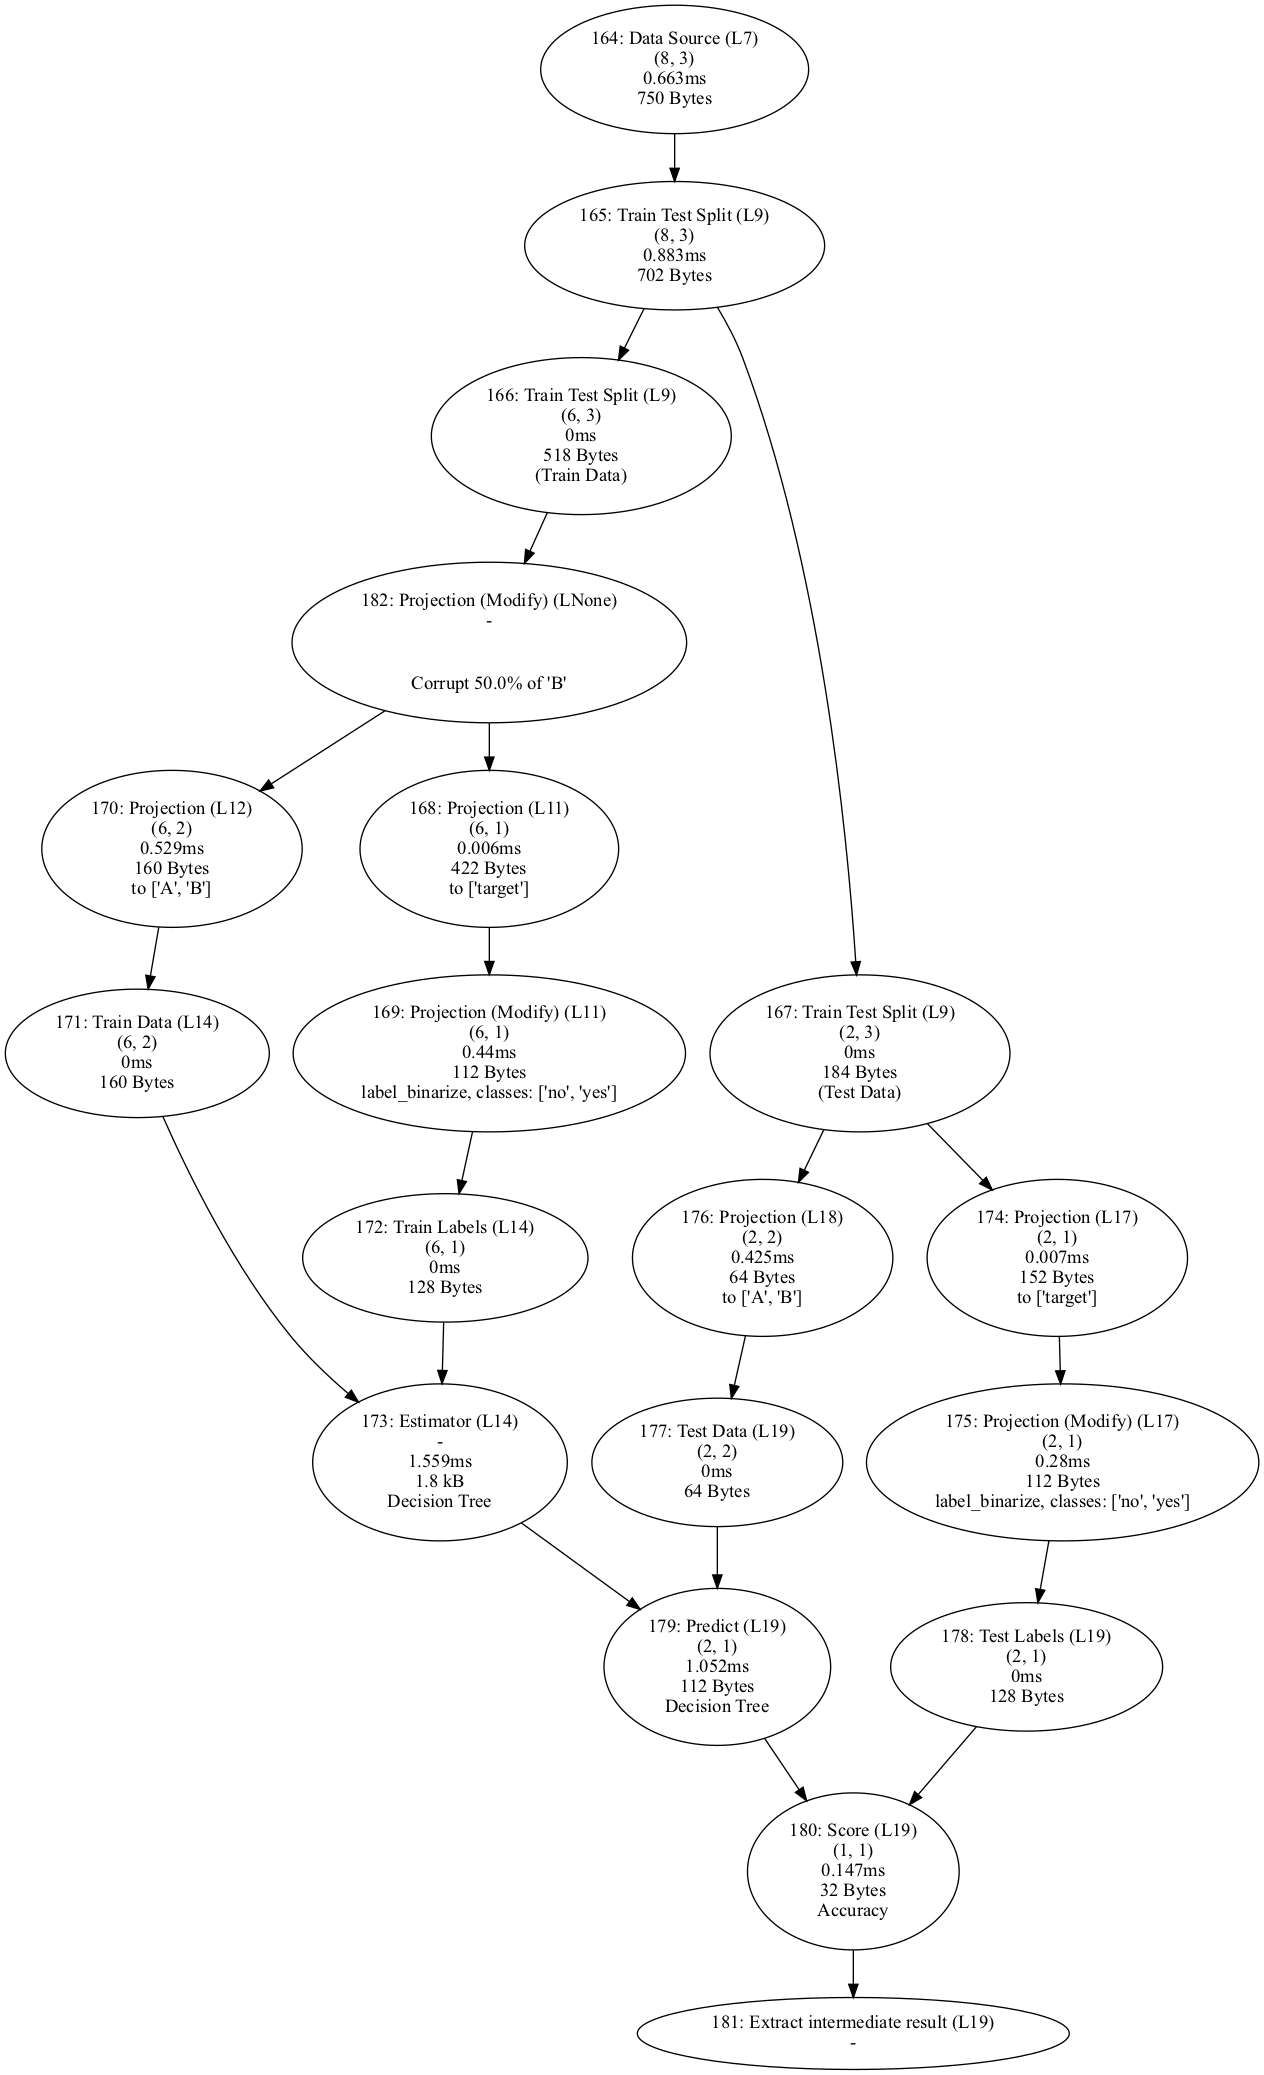 164: Data Source (L7)
(8, 3)
0.663ms
750 Bytes
165: Train Test Split (L9)
(8, 3)
0.883ms
702 Bytes
166: Train Test Split (L9)
(6, 3)
0ms
518 Bytes
(Train Data)
182: Projection (Modify) (LNone)
-
Corrupt 50.0% of 'B'
170: Projection (L12)
(6, 2)
0.529ms
160 Bytes
to ['A', 'B']
168: Projection (L11)
(6, 1)
0.006ms
422 Bytes
to ['target']
171: Train Data (L14)
(6, 2)
0ms
160 Bytes
169: Projection (Modify) (L11)
(6, 1)
0.44ms
112 Bytes
label_binarize, classes: ['no', 'yes']
167: Train Test Split (L9)
(2, 3)
0ms
184 Bytes
(Test Data)
172: Train Labels (L14)
(6, 1)
0ms
128 Bytes
176: Projection (L18)
(2, 2)
0.425ms
64 Bytes
to ['A', 'B']
174: Projection (L17)
(2, 1)
0.007ms
152 Bytes
to ['target']
173: Estimator (L14)
-
1.559ms
1.8 kB
Decision Tree
177: Test Data (L19)
(2, 2)
0ms
64 Bytes
175: Projection (Modify) (L17)
(2, 1)
0.28ms
112 Bytes
label_binarize, classes: ['no', 'yes']
179: Predict (L19)
(2, 1)
1.052ms
112 Bytes
Decision Tree
178: Test Labels (L19)
(2, 1)
0ms
128 Bytes
180: Score (L19)
(1, 1)
0.147ms
32 Bytes
Accuracy
181: Extract intermediate result (L19)
-